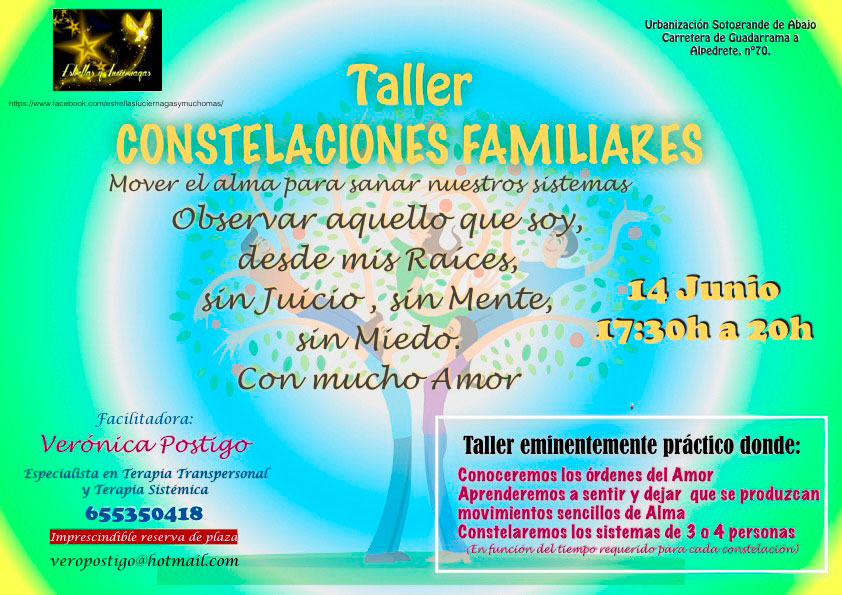 Estrellas y Luciérnagas
https://www.facebook.com/estrellasluciernagasymuchomas/
Urbanización Sotogrande de Abajo
Carretera de Guadarrama a
Alpedrete, nº70.
Taller
CONSTELACIONES FAMILIARES
Mover el alma para sanar nuestros sistemas
Observar aquello que soy,
desde mis Raíces,
sin Juicio , sin Mente,
sin Miedo.
Con mucho Amor
14 Junio
17:30h a 20h
Facilitadora:
Verónica Postigo
Especialista en Terapia Transpersonal
y Terapia Sistémica
655350418
Imprescindible reserva de plaza
veropostigo@hotmail.com
Taller eminentemente práctico donde:
Conoceremos los órdenes del Amor
Aprenderemos a sentir y dejar que se produzcan
movimientos sencillos de Alma
Constelaremos los sistemas de 3 o 4 personas
(En función del tiempo requerido para cada constelación)